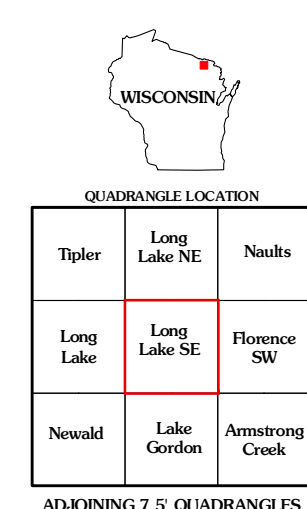 WISCONSIN
QUADRANGLE LOCATION
Tipler
Long
Lake NE
Naults
Long
Lake
Long
Lake SE
Florence
SW
Newald
Lake
Gordon
Armstrong
Creek
ADJOINING 7.5' QUADRANGLES